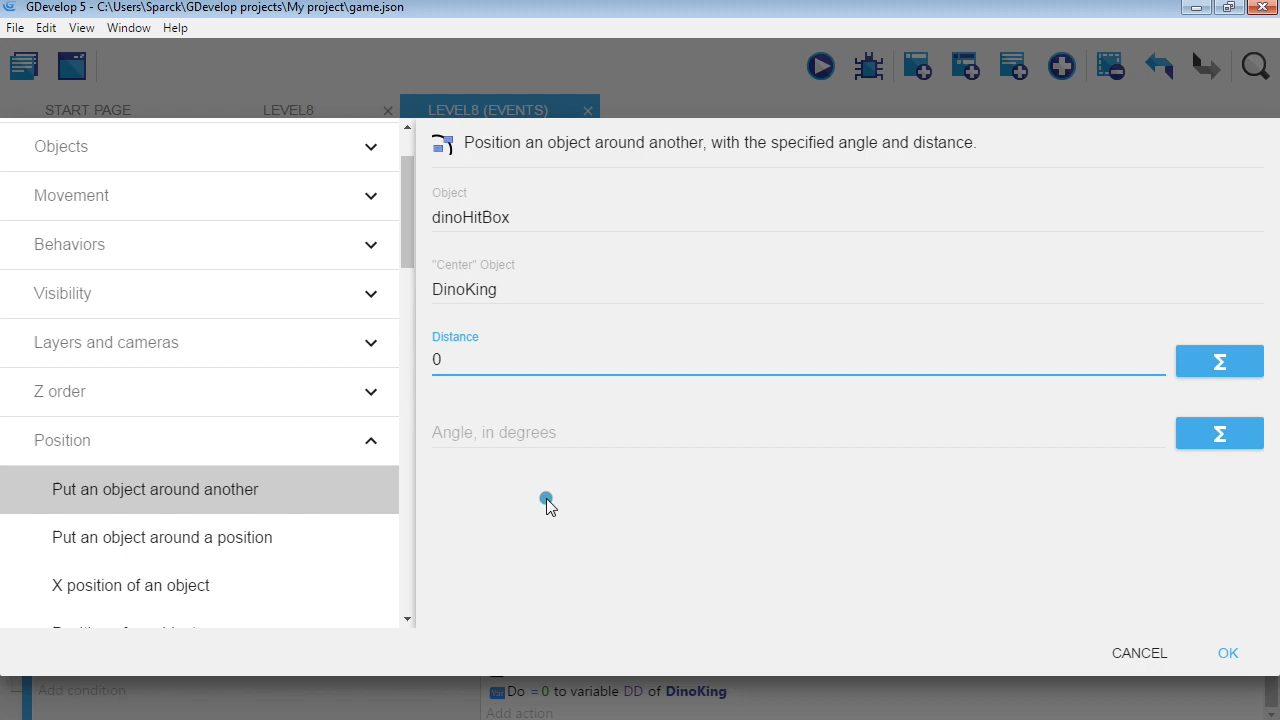 GDevelop 5 - C:\Users\Sparck\GDevelop projects\My project\game.json
File Edit View Window Help
START PAGE LEVEL8 LEVEL8 (EVENTS)
Objects
Movement
Behaviors
Visibility
Layers and cameras
Z order
Position
Put an object around another
Put an object around a position
X position of an object
Position an object around another, with the specified angle and distance.
Object
dinoHitBox
"Center" Object
DinoKing
Distance
0
Σ
Angle, in degrees
Σ
CANCEL OK
Add condition
Var Do =0 to variable DD of DinoKing
Add action